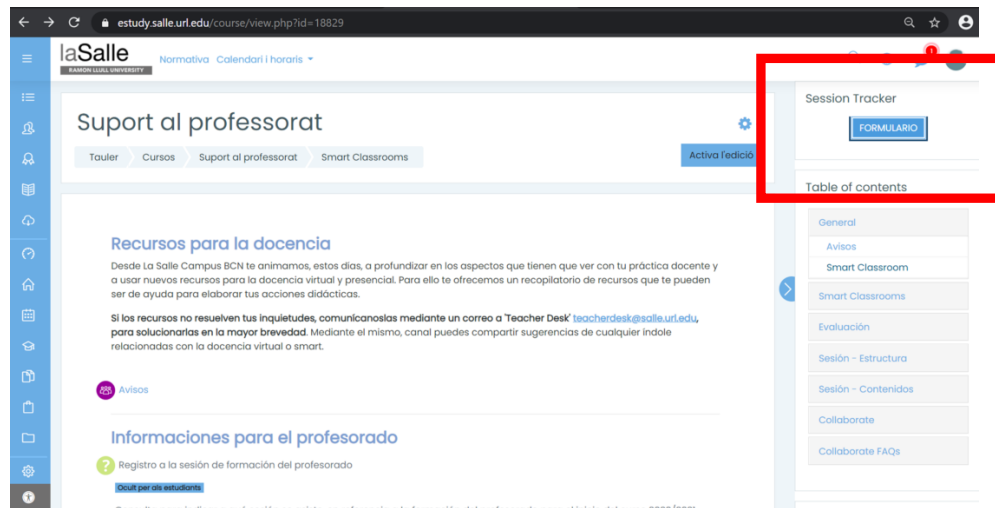 estudy.salle.url.edu/course/view.php?id=18829
laSalle
RAMON LLULL UNIVERSITY
Normativa Calendari i horaris
1
Suport al professorat
Tauler Cursos Suport al professorat Smart Classrooms
Activa l'edició
Session Tracker
FORMULARIO
Table of contents
General
Avisos
Smart Classroom
Smart Classrooms
Evaluación
Sesión - Estructura
Sesión - Contenidos
Collaborate
Collaborate FAQs
Recursos para la docencia
Desde La Salle Campus BCN te animamos, estos días, a profundizar en los aspectos que tienen que ver con tu práctica docente y
a usar nuevos recursos para la docencia virtual y presencial. Para ello te ofrecemos un recopilatorio de recursos que te pueden
ser de ayuda para elaborar tus acciones didácticas.
Si los recursos no resuelven tus inquietudes, comunícanoslas mediante un correo a 'Teacher Desk' teacherdesk@salle.url.edu,
para solucionarlas en la mayor brevedad. Mediante el mismo, canal puedes compartir sugerencias de cualquier índole
relacionadas con la docencia virtual o smart.
Avisos
Informaciones para el profesorado
Registro a la sesión de formación del profesorado
Ocult per als estudiants